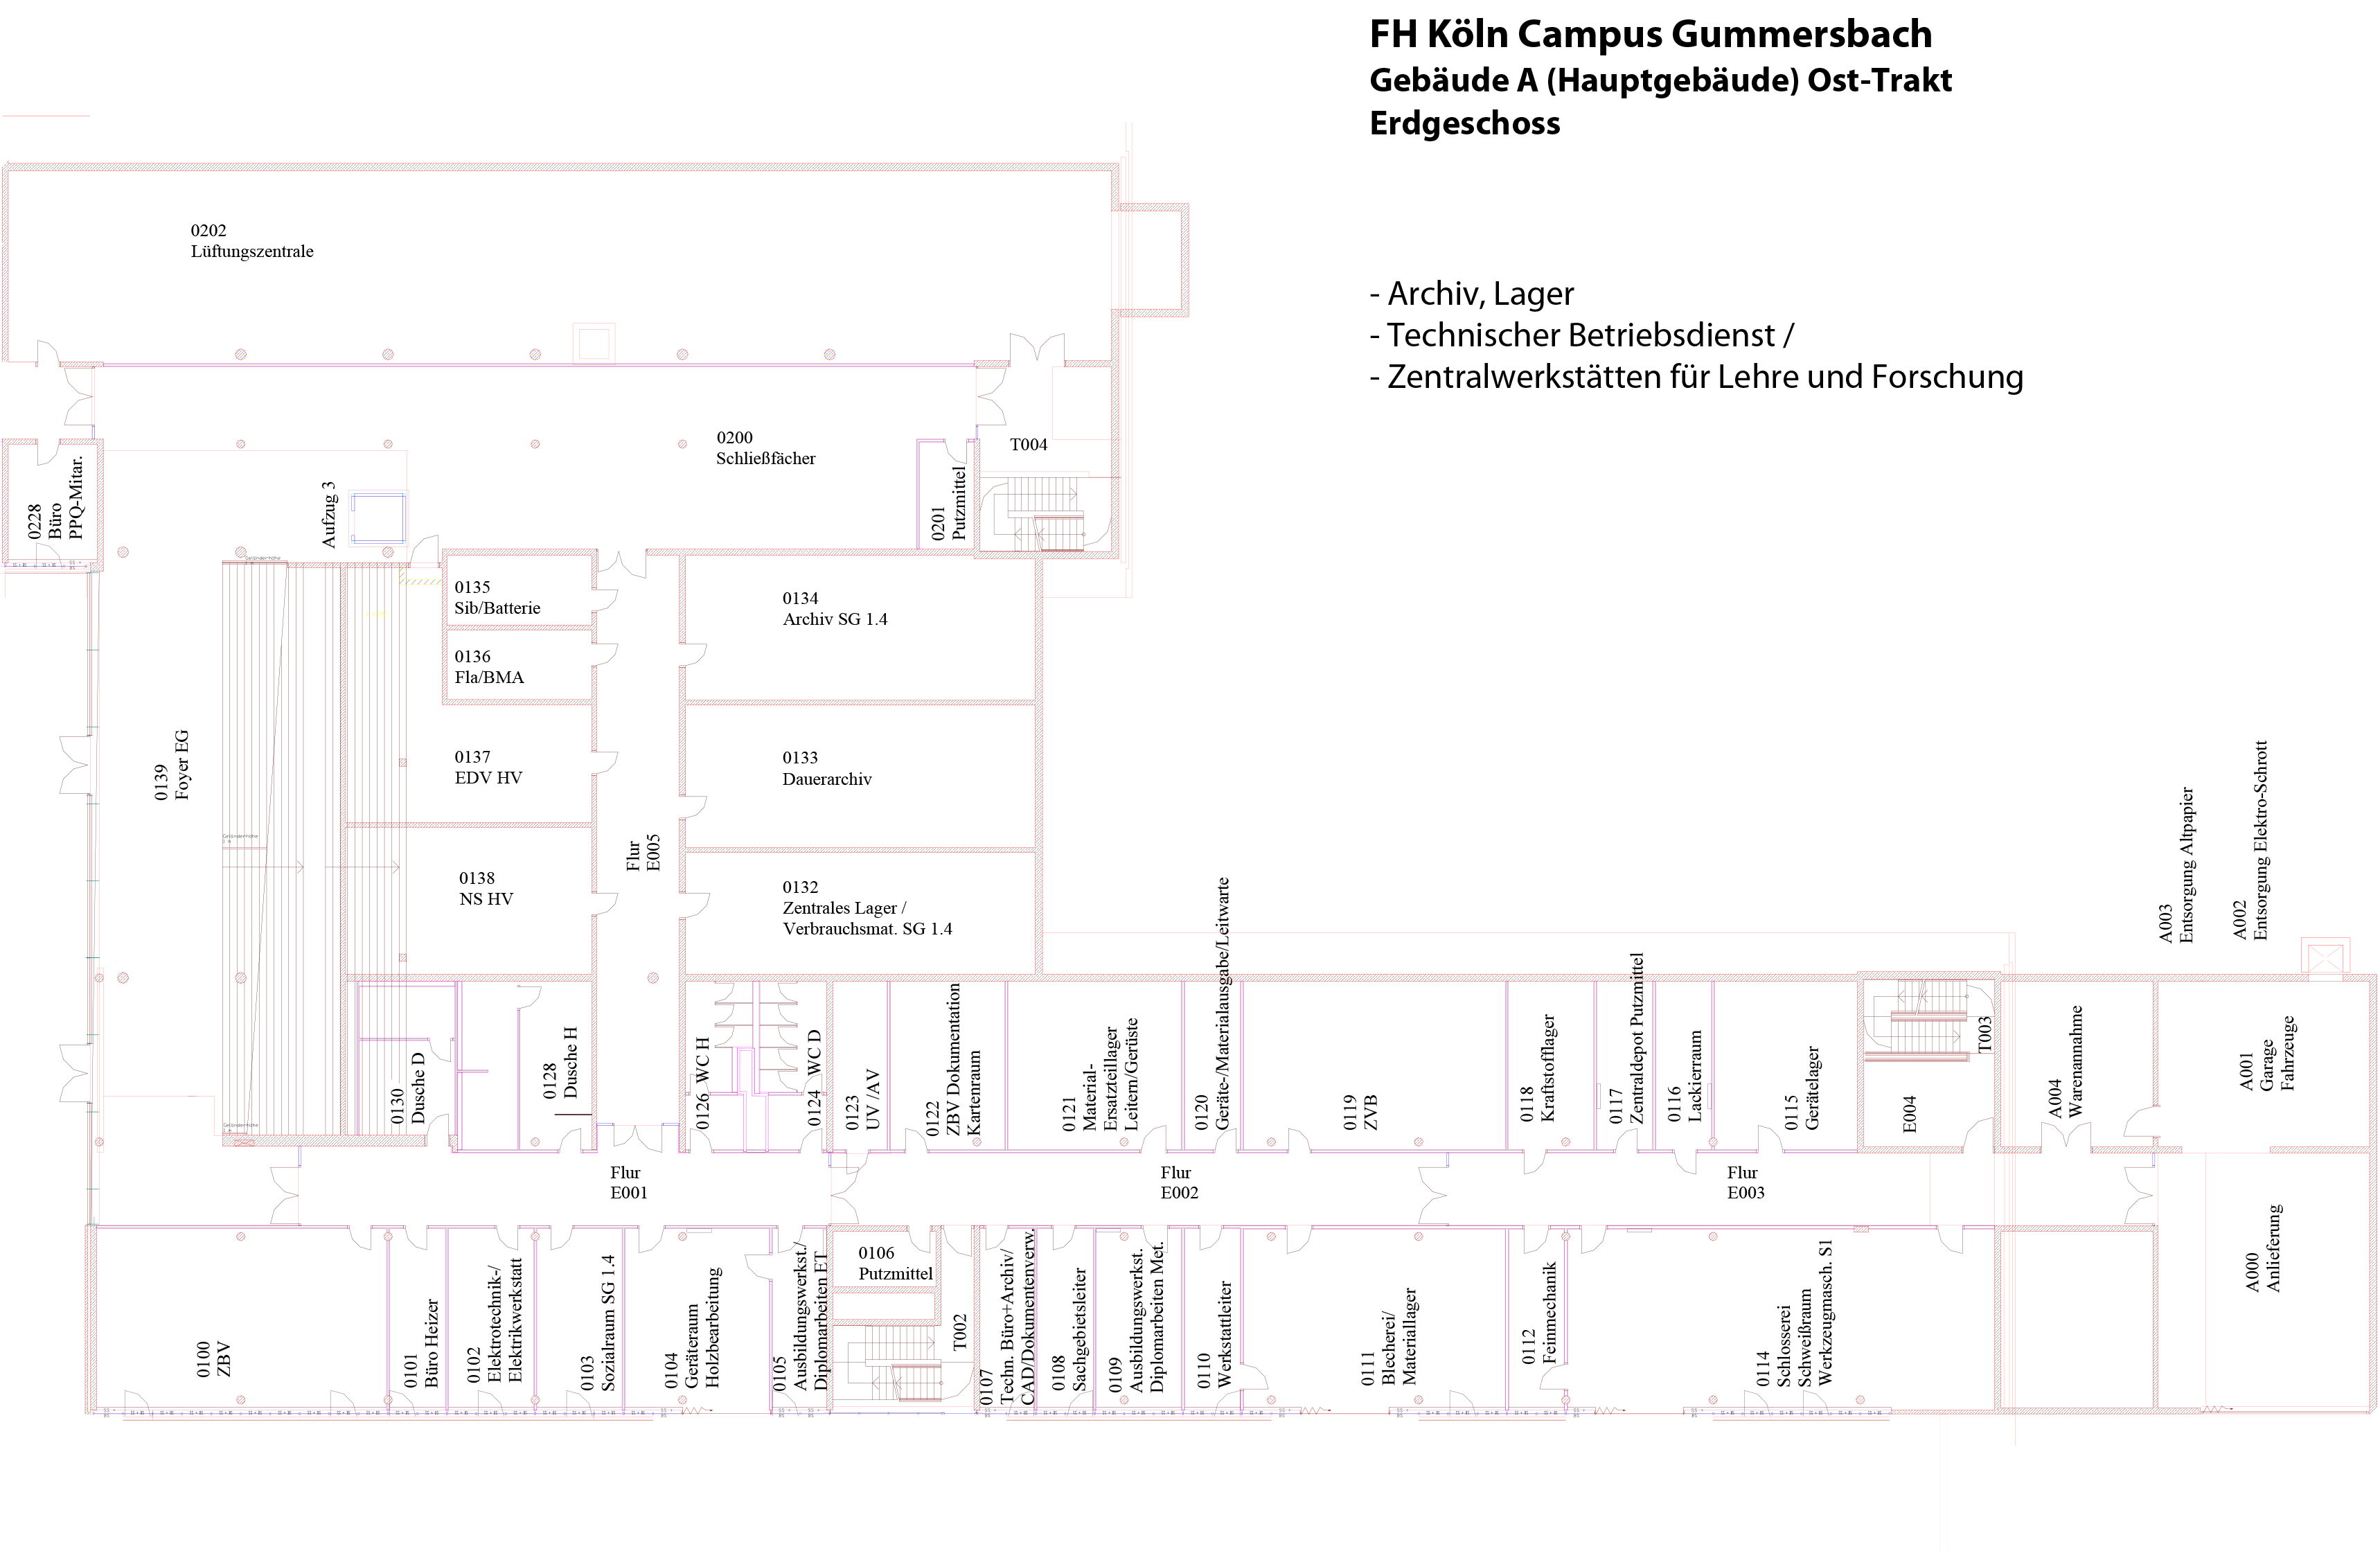 FH Köln Campus Gummersbach
Gebäude A (Hauptgebäude) Ost-Trakt
Erdgeschoss
- Archiv, Lager
- Technischer Betriebsdienst /
- Zentralwerkstätten für Lehre und Forschung
0202
Lüftungszentrale
0200
Schließfächer
T004
0201
Putzmittel
0228
Büro
PPQ-Mitar.
Aufzug 3
Geländerhöhe
0135
Sib/Batterie
0136
Fla/BMA
0137
EDV HV
0138
NS HV
0134
Archiv SG 1.4
0133
Dauerarchiv
0132
Zentrales Lager /
Verbrauchsmat. SG 1.4
0139
Foyer EG
Geländerhöhe
Flur
E005
Geländerhöhe
0130
Dusche D
0128
Dusche H
0126 WC H
0124 WC D
0123
UV /AV
0122
ZBV Dokumentation
Kartenraum
0121
Material-
Ersatzteillager
Leitern/Gerüste
0120
Geräte-/Materialausgabe/Leitwarte
0119
ZVB
0118
Kraftstofflager
0117
Zentraldepot Putzmittel
0116
Lackierraum
0115
Gerätelager
E004
T003
A004
Warenannahme
A003
Entsorgung Altpapier
A002
Entsorgung Elektro-Schrott
A001
Garage
Fahrzeuge
Flur
E001
Flur
E002
Flur
E003
0100
ZBV
0101
Büro Heizer
0102
Elektrotechnik-/
Elektrikwerkstatt
0103
Sozialraum SG 1.4
0104
Geräteraum
Holzbearbeitung
0105
Ausbildungswerkst./
Diplomarbeiten ET
0106
Putzmittel
T002
0107
Techn. Büro+Archiv/
CAD/Dokumentenverw.
0108
Sachgebietsleiter
0109
Ausbildungswerkst.
Diplomarbeiten Met.
0110
Werkstattleiter
0111
Blecherei/
Materiallager
0112
Feinmechanik
0114
Schlosserei
Schweißraum
Werkzeugmasch. S1
A000
Anlieferung